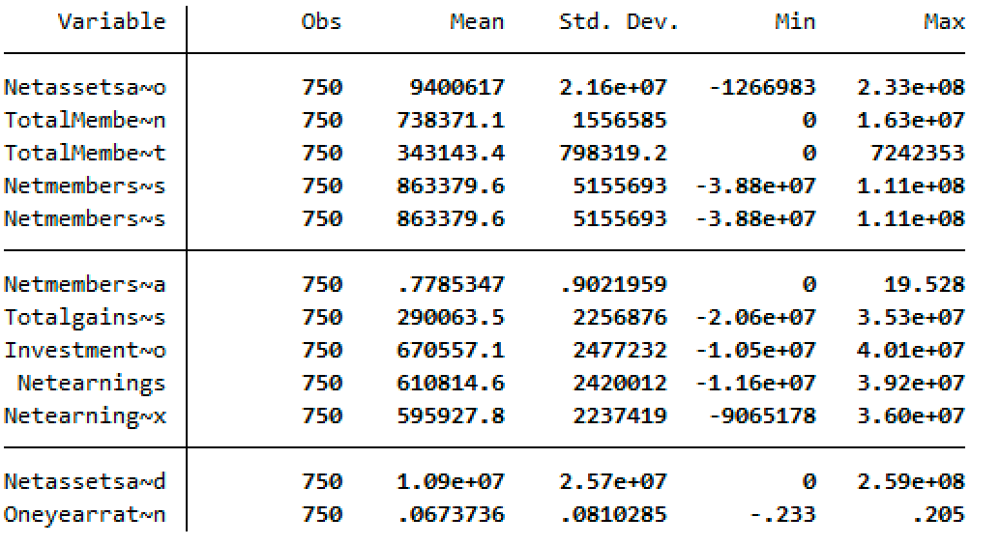 Variable Obs Mean Std. Dev. Min Max
Netassetsa~o 750 9400617 2.16e+07 -1266983 2.33e+08
TotalMembe~n 750 738371.1 1556585 0 1.63e+07
TotalMembe~t 750 343143.4 798319.2 0 7242353
Netmembers~s 750 863379.6 5155693 -3.88e+07 1.11e+08
Netmembers~s 750 863379.6 5155693 -3.88e+07 1.11e+08
Netmembers~a 750 .7785347 .9021959 0 19.528
Totalgains~s 750 290063.5 2256876 -2.06e+07 3.53e+07
Investment~o 750 670557.1 2477232 -1.05e+07 4.01e+07
Netearnings 750 610814.6 2420012 -1.16e+07 3.92e+07
Netearning~x 750 595927.8 2237419 -9065178 3.60e+07
Netassetsa~d 750 1.09e+07 2.57e+07 0 2.59e+08
Oneyearrat~n 750 .0673736 .0810285 -.233 .205